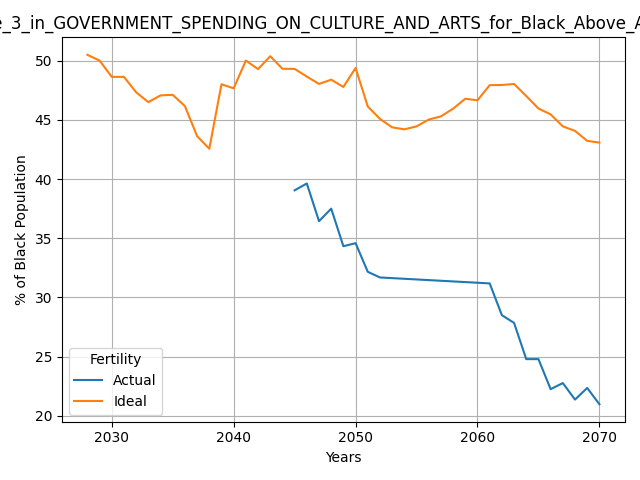 e_3_in_GOVERNMENT_SPENDING_ON_CULTURE_AND_ARTS_for_Black_Above_A
50
45
40
35
30
25
20
% of Black Population
Fertility
Actual
Ideal
2030 2040 2050 2060 2070
Years